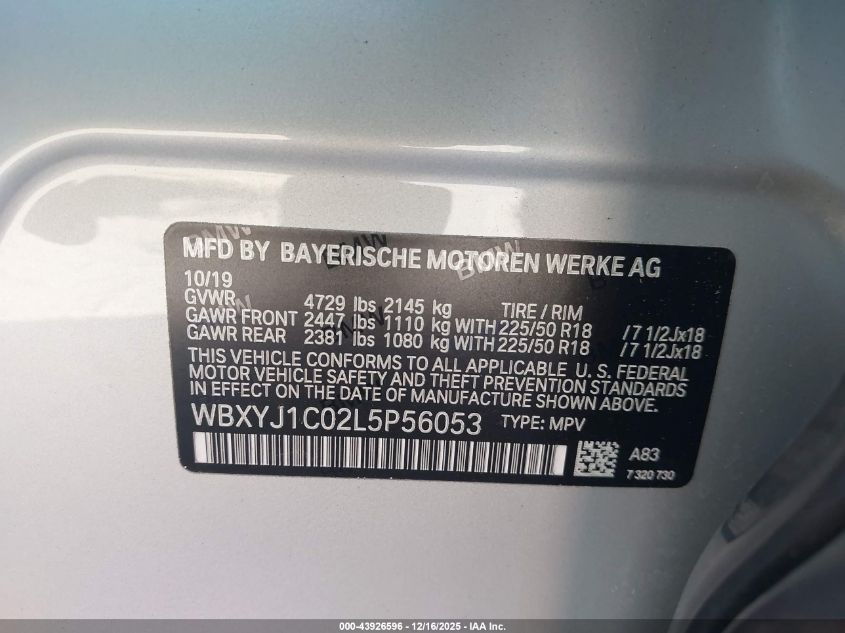 MFD BY BAYERISCHE MOTOREN WERKE AG
10/19
GVWR 4729 lbs 2145 kg TIRE / RIM
GAWR FRONT 2447 lbs 1110 kg WITH 225/50 R18 /7 1/2Jx18
GAWR REAR 2381 lbs 1080 kg WITH 225/50 R18 /7 1/2Jx18
THIS VEHICLE CONFORMS TO ALL APPLICABLE U. S. FEDERAL
MOTOR VEHICLE SAFETY AND THEFT PREVENTION STANDARDS
IN EFFECT ON THE DATE OF MANUFACTURE SHOWN ABOVE.
WBXYJ1C02L5P56053 TYPE: MPV
A83
7 320 730
000-43926596 - 12/16/2025 - IAA Inc.